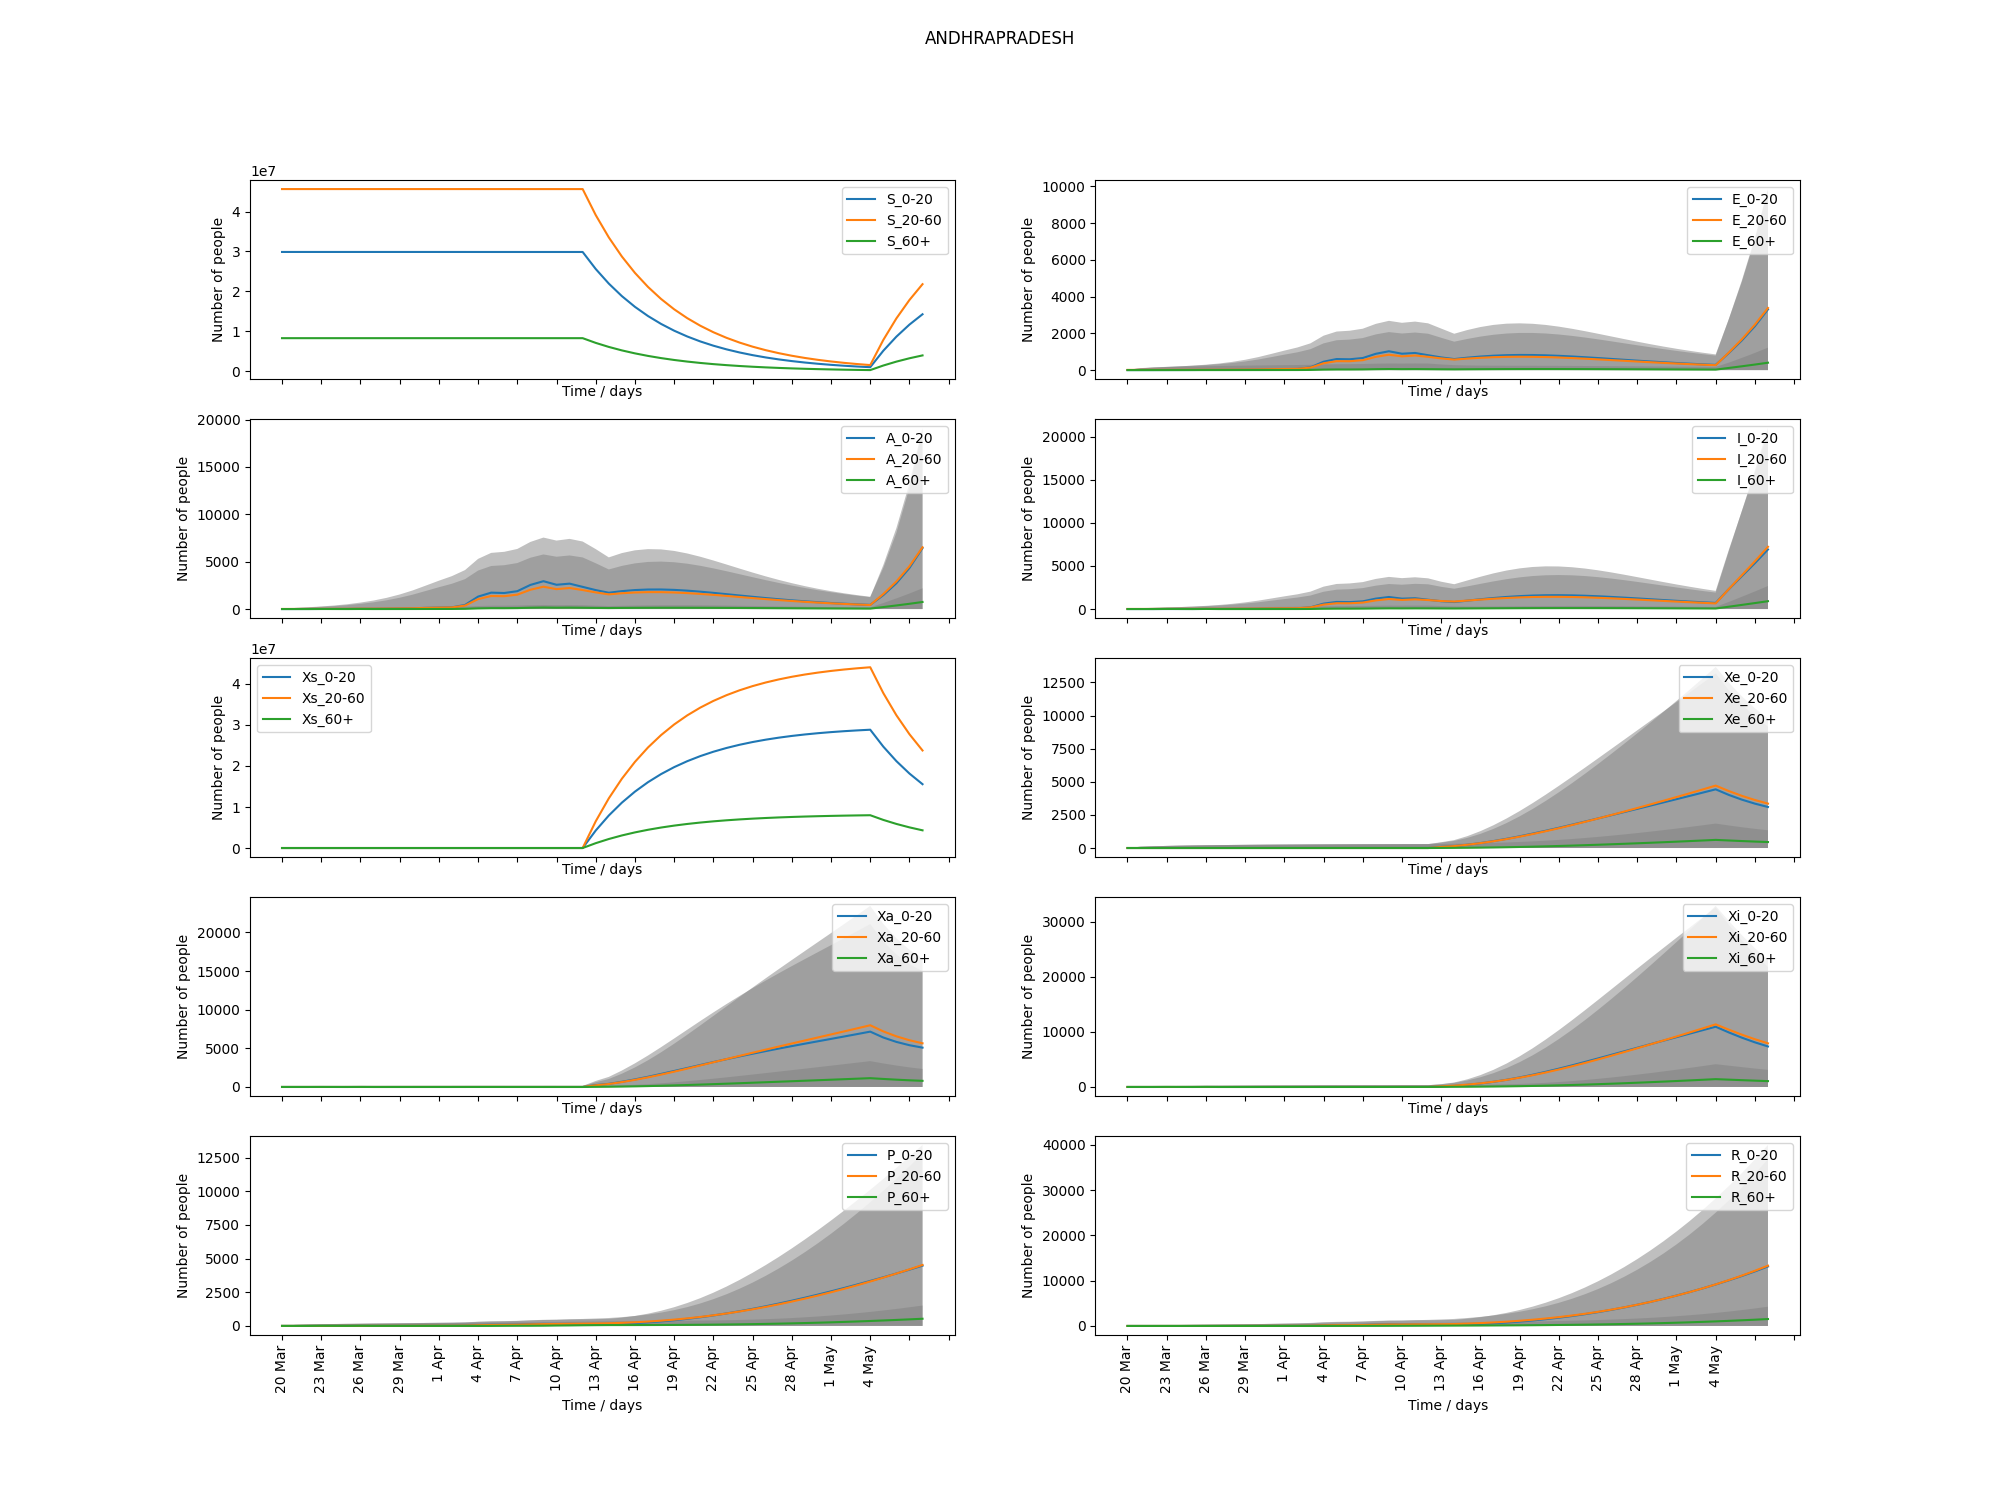 ANDHRAPRADESH
1e7
4
3
2
1
0
Number of people
Time / days
S_0-20
S_20-60
S_60+
10000
8000
6000
4000
2000
0
Number of people
Time / days
E_0-20
E_20-60
E_60+
20000
15000
10000
5000
0
Number of people
Time / days
A_0-20
A_20-60
A_60+
20000
15000
10000
5000
0
Number of people
Time / days
I_0-20
I_20-60
I_60+
1e7
4
3
2
1
0
Number of people
Time / days
Xs_0-20
Xs_20-60
Xs_60+
12500
10000
7500
5000
2500
0
Number of people
Time / days
Xe_0-20
Xe_20-60
Xe_60+
20000
15000
10000
5000
0
Number of people
Time / days
Xa_0-20
Xa_20-60
Xa_60+
30000
20000
10000
0
Number of people
Time / days
Xi_0-20
Xi_20-60
Xi_60+
12500
10000
7500
5000
2500
0
Number of people
P_0-20
P_20-60
P_60+
20 Mar
23 Mar
26 Mar
29 Mar
1 Apr
4 Apr
7 Apr
10 Apr
13 Apr
16 Apr
19 Apr
22 Apr
25 Apr
28 Apr
1 May
4 May
Time / days
40000
30000
20000
10000
0
Number of people
R_0-20
R_20-60
R_60+
20 Mar
23 Mar
26 Mar
29 Mar
1 Apr
4 Apr
7 Apr
10 Apr
13 Apr
16 Apr
19 Apr
22 Apr
25 Apr
28 Apr
1 May
4 May
Time / days